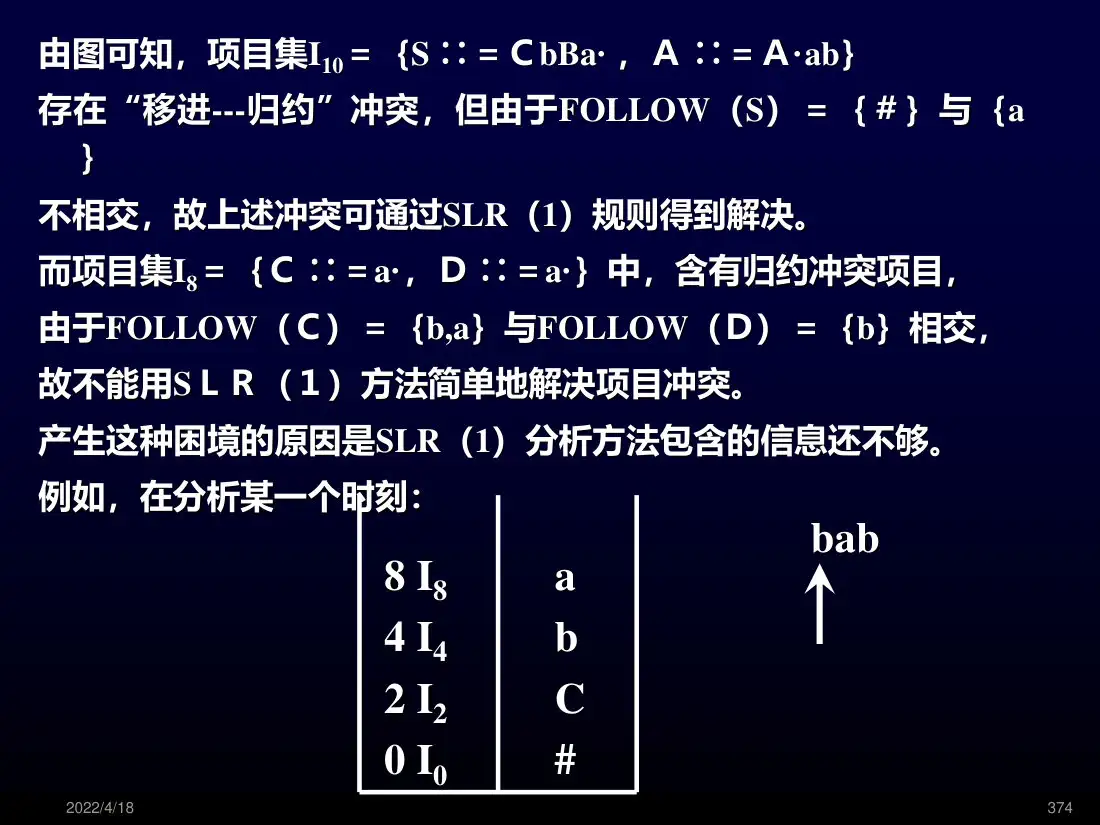 由图可知，项目集I₁₀＝｛S ∷＝ＣbBa·，Ａ ∷＝Ａ·ab｝
存在“移进---归约”冲突，但由于FOLLOW（S）＝｛＃｝与｛a
｝
不相交，故上述冲突可通过SLR（1）规则得到解决。
而项目集I₈＝｛Ｃ ∷＝a·，Ｄ ∷＝a·｝中，含有归约冲突项目，
由于FOLLOW（Ｃ）＝｛b,a｝与FOLLOW（Ｄ）＝｛b｝相交，
故不能用SＬＲ（１）方法简单地解决项目冲突。
产生这种困境的原因是SLR（1）分析方法包含的信息还不够。
例如，在分析某一个时刻：
bab
8 I₈ a
4 I₄ b
2 I₂ C
0 I₀ #
2022/4/18
374